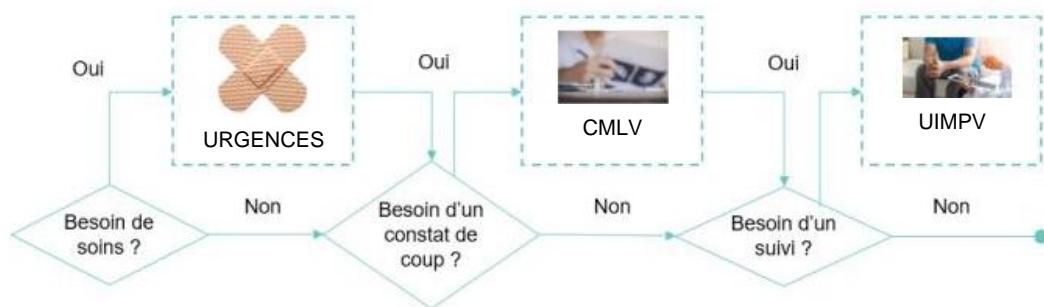 Oui
URGENCES
Oui
CMLV
Oui
UIMPV
Besoin de
soins ?
Non
Besoin d'un
constat de
coup ?
Non
Besoin d'un
suivi ?
Non